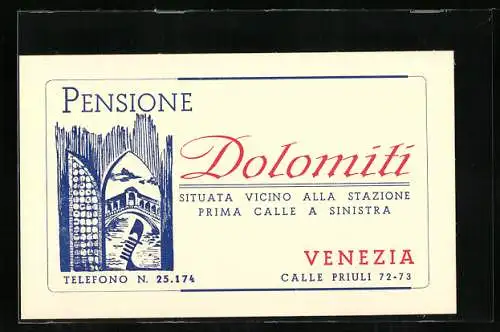 PENSIONE
Dolomiti
SITUATA VICINO ALLA STAZIONE
PRIMA CALLE A SINISTRA
VENEZIA
TELEFONO N. 25.174
CALLE PRIULI 72-73